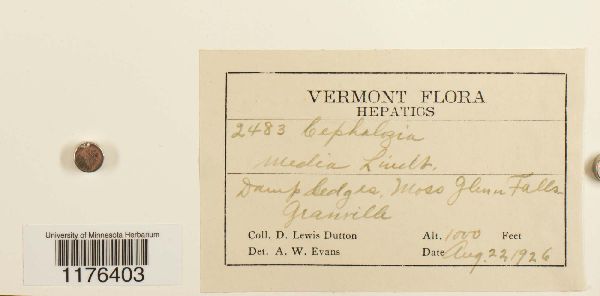 VERMONT FLORA
HEPATICS
2483 Cephalozia
media Lindb.
Damp ledges, Moss Glenn Falls
Granville
Coll. D. Lewis Dutton Alt. 1000 Feet
Det. A. W. Evans Date Aug. 22, 1926
University of Minnesota Herbarium
1176403